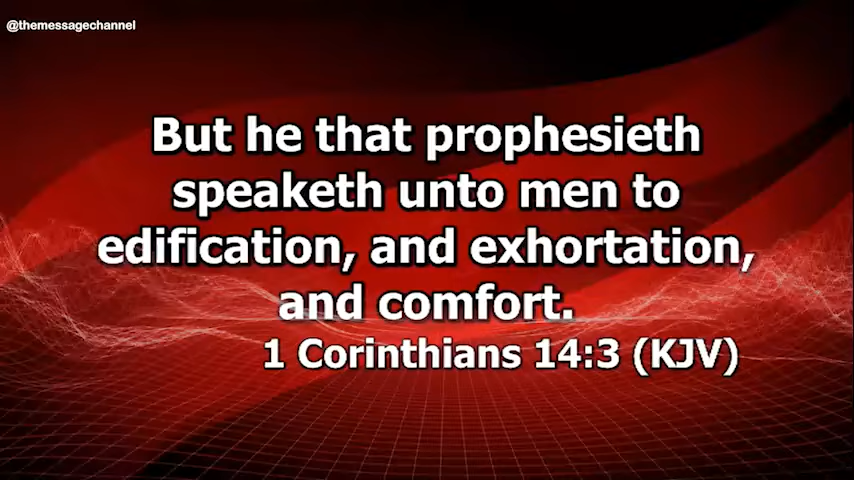 @themessagechannel
But he that prophesieth
speaketh unto men to
edification, and exhortation,
and comfort.
1 Corinthians 14:3 (KJV)